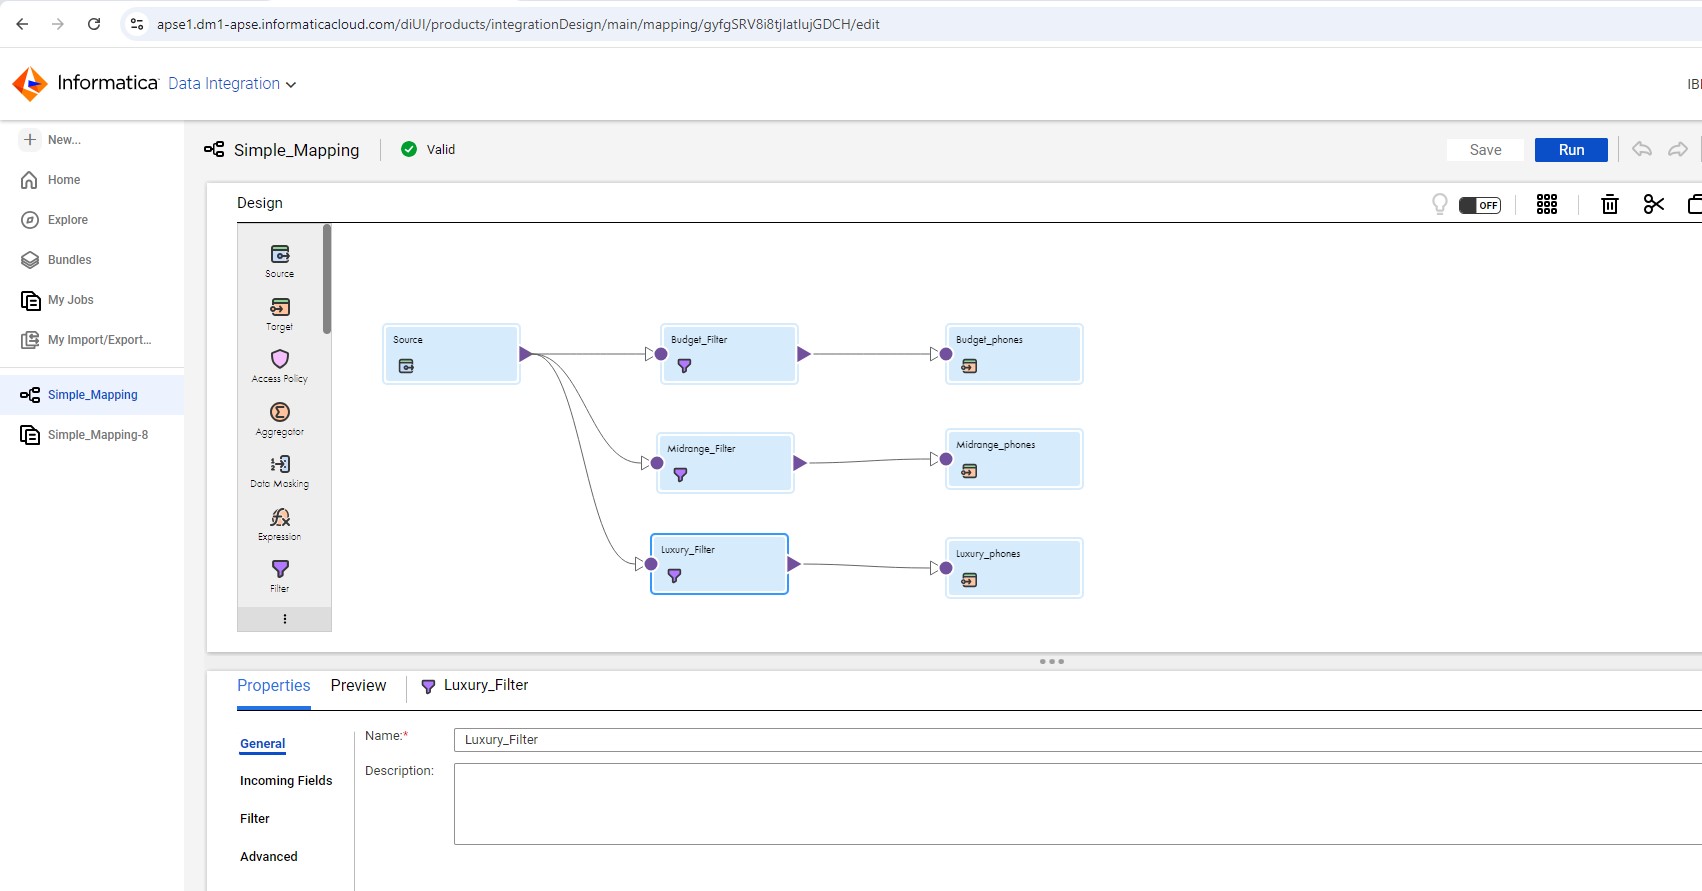 apse1.dm1-apse.informaticacloud.com/diUI/products/integrationDesign/main/mapping/gyfgSRV8i8tjIatIujGDCH/edit
Informatica Data Integration
New...
Home
Explore
Bundles
My Jobs
My Import/Export...
Simple_Mapping
Simple_Mapping-8
Simple_Mapping Valid Save Run
Design OFF
Source
Target
Access Policy
Aggregator
Data Masking
Expression
Filter
Source
Budget_Filter
Budget_phones
Midrange_Filter
Midrange_phones
Luxury_Filter
Luxury_phones
Properties Preview Luxury_Filter
General
Incoming Fields
Filter
Advanced
Name:* Luxury_Filter
Description: